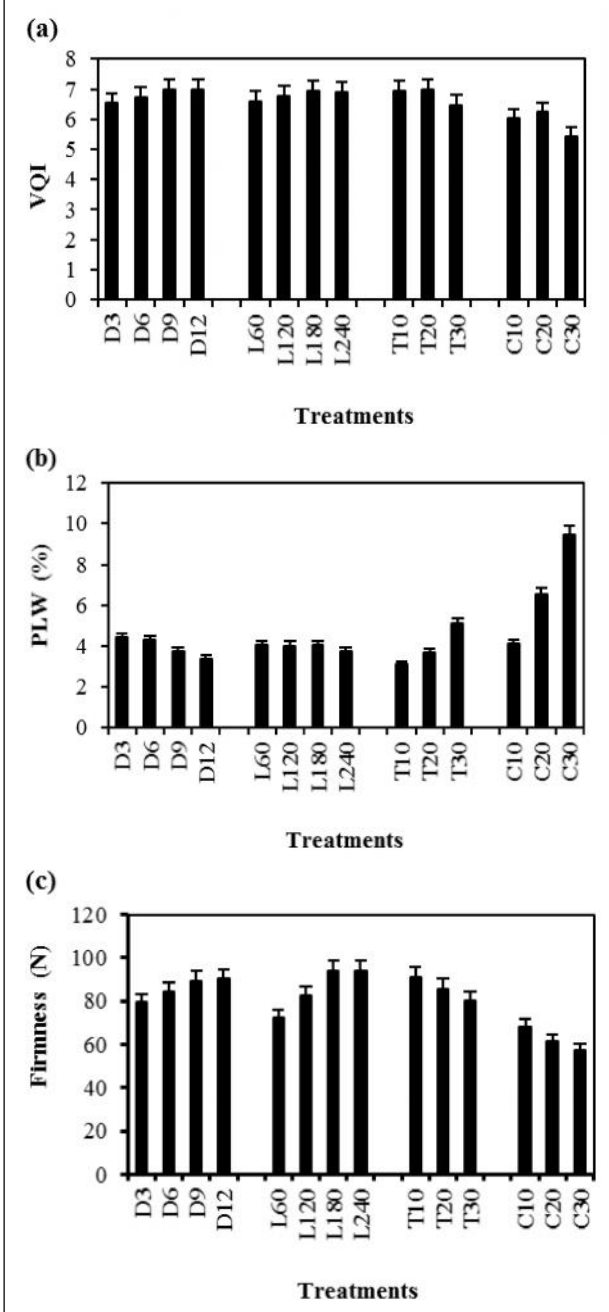 (a)
8
7
6
5
4
3
2
1
0
VQI
D3 D6 D9 D12 L60 L120 L180 L240 T10 T20 T30 C10 C20 C30
Treatments
(b)
12
10
8
6
4
2
0
PLW (%)
D3 D6 D9 D12 L60 L120 L180 L240 T10 T20 T30 C10 C20 C30
Treatments
(c)
120
100
80
60
40
20
0
Firmness (N)
D3 D6 D9 D12 L60 L120 L180 L240 T10 T20 T30 C10 C20 C30
Treatments